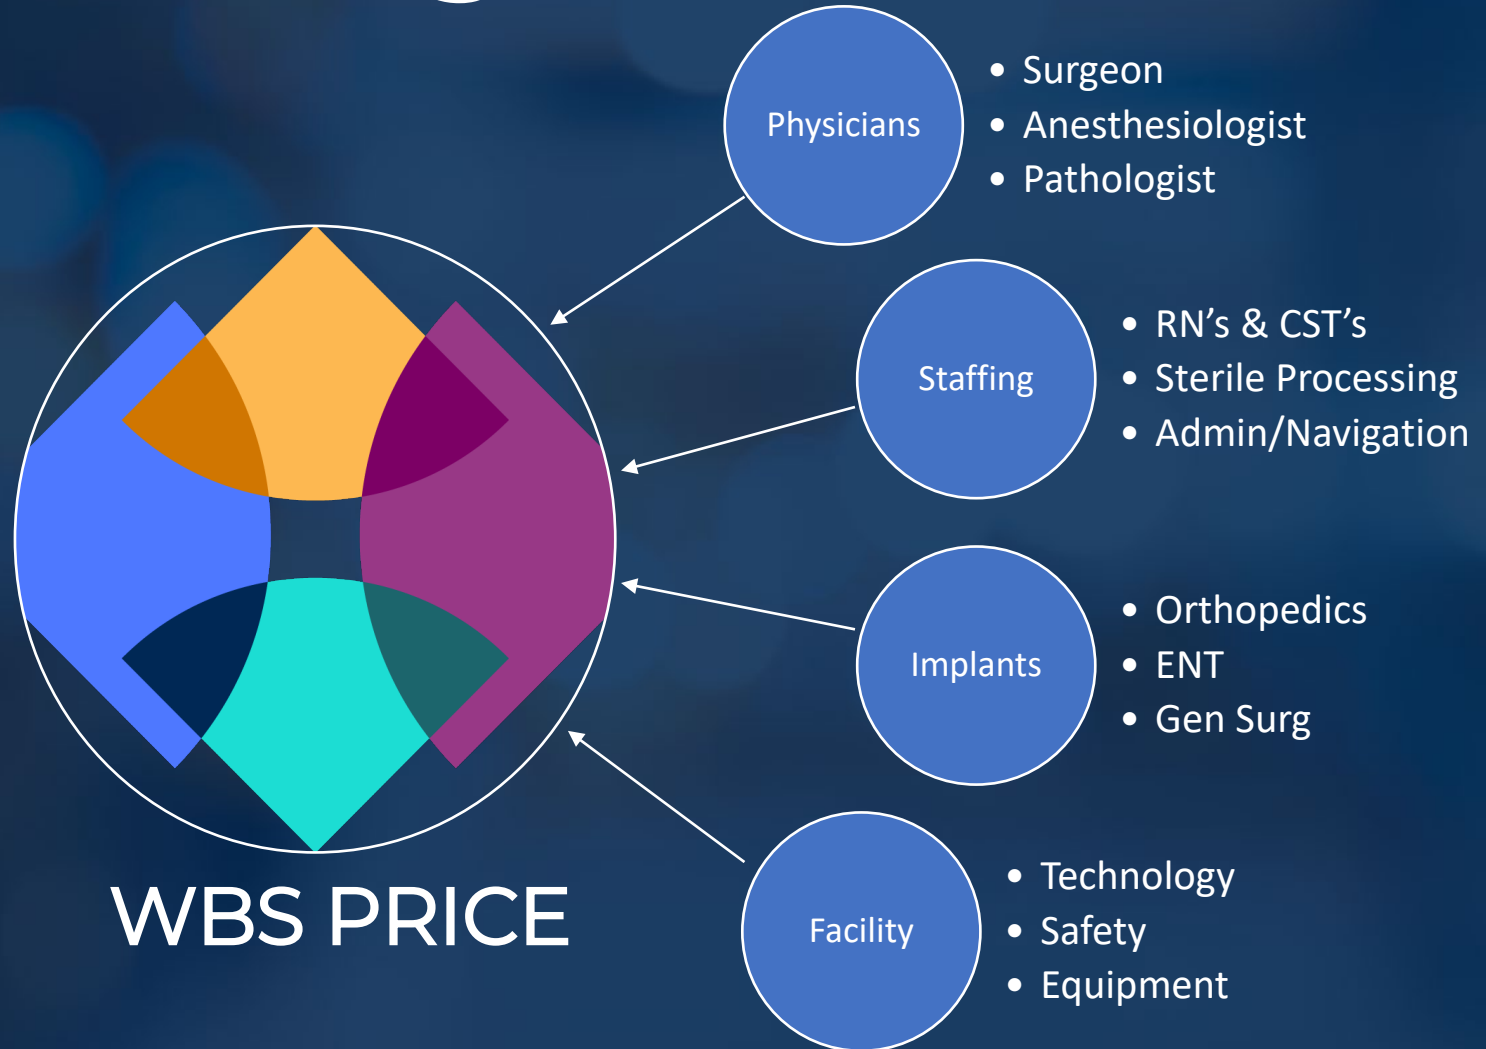 Physicians
• Surgeon
• Anesthesiologist
• Pathologist
Staffing
• RN’s & CST’s
• Sterile Processing
• Admin/Navigation
Implants
• Orthopedics
• ENT
• Gen Surg
Facility
• Technology
• Safety
• Equipment
WBS PRICE